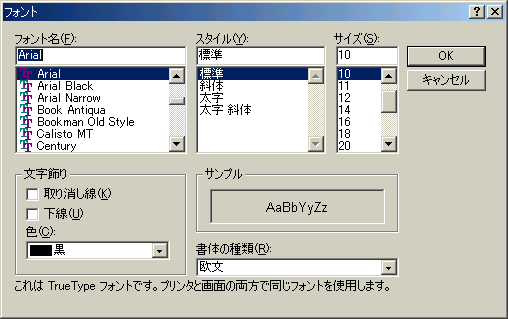 フォント
フォント名(F):
Arial
Arial
Arial Black
Arial Narrow
Book Antiqua
Bookman Old Style
Calisto MT
Century
スタイル(Y):
標準
標準
斜体
太字
太字 斜体
サイズ(S):
10
10
11
12
14
16
18
20
OK
キャンセル
文字飾り
取り消し線(K)
下線(U)
色(C):
黒
サンプル
AaBbYyZz
書体の種類(R):
欧文
これは TrueType フォントです。プリンタと画面の両方で同じフォントを使用します。